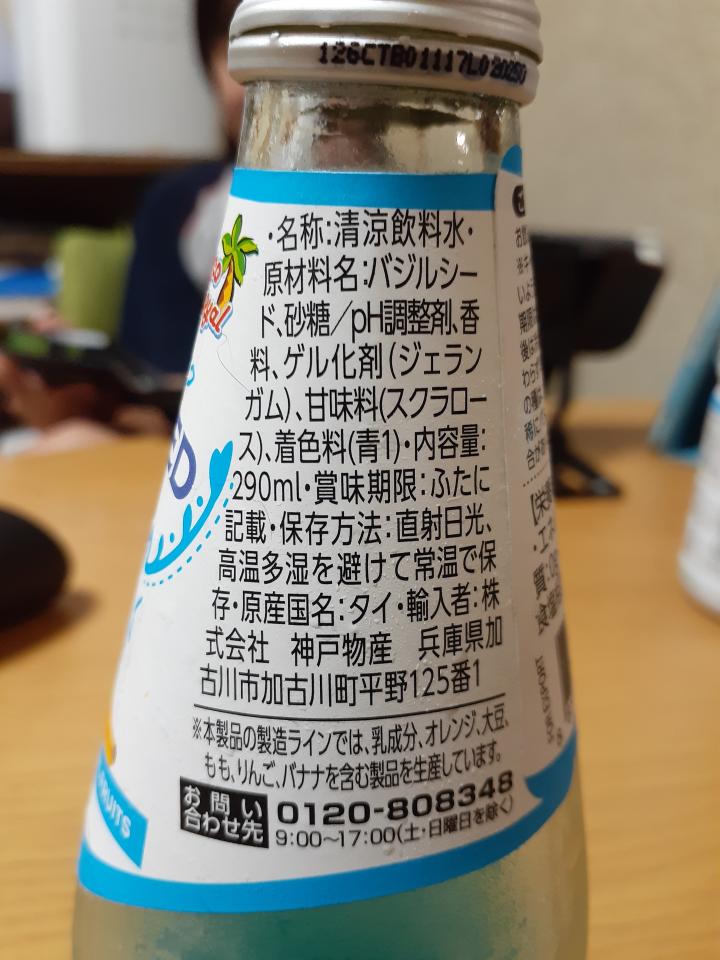 126CTB01117L020250
・名称:清涼飲料水・
原材料名:バジルシー
ド、砂糖／pH調整剤、香
料、ゲル化剤(ジェラン
ガム)、甘味料(スクラロー
ス)、着色料(青1)・内容量:
290ml・賞味期限:ふたに
記載・保存方法:直射日光、
高温多湿を避けて常温で保
存・原産国名:タイ・輸入者:株
式会社 神戸物産 兵庫県加
古川市加古川町平野125番1
※本製品の製造ラインでは、乳成分、オレンジ、大豆、
もも、りんご、バナナを含む製品を生産しています。
お問い
合わせ先
0120-808348
9:00～17:00(土・日曜日を除く)
FRUITS